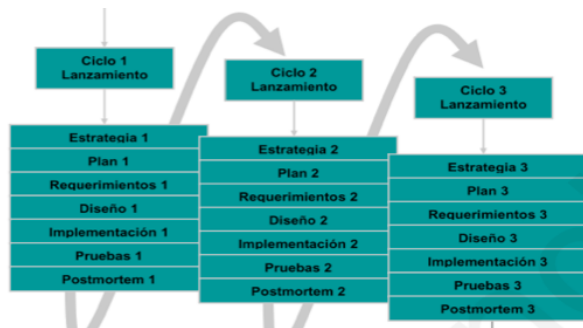 Ciclo 1
Lanzamiento
Estrategia 1
Plan 1
Requerimientos 1
Diseño 1
Implementación 1
Pruebas 1
Postmortem 1
Ciclo 2
Lanzamiento
Estrategia 2
Plan 2
Requerimientos 2
Diseño 2
Implementación 2
Pruebas 2
Postmortem 2
Ciclo 3
Lanzamiento
Estrategia 3
Plan 3
Requerimientos 3
Diseño 3
Implementación 3
Pruebas 3
Postmortem 3